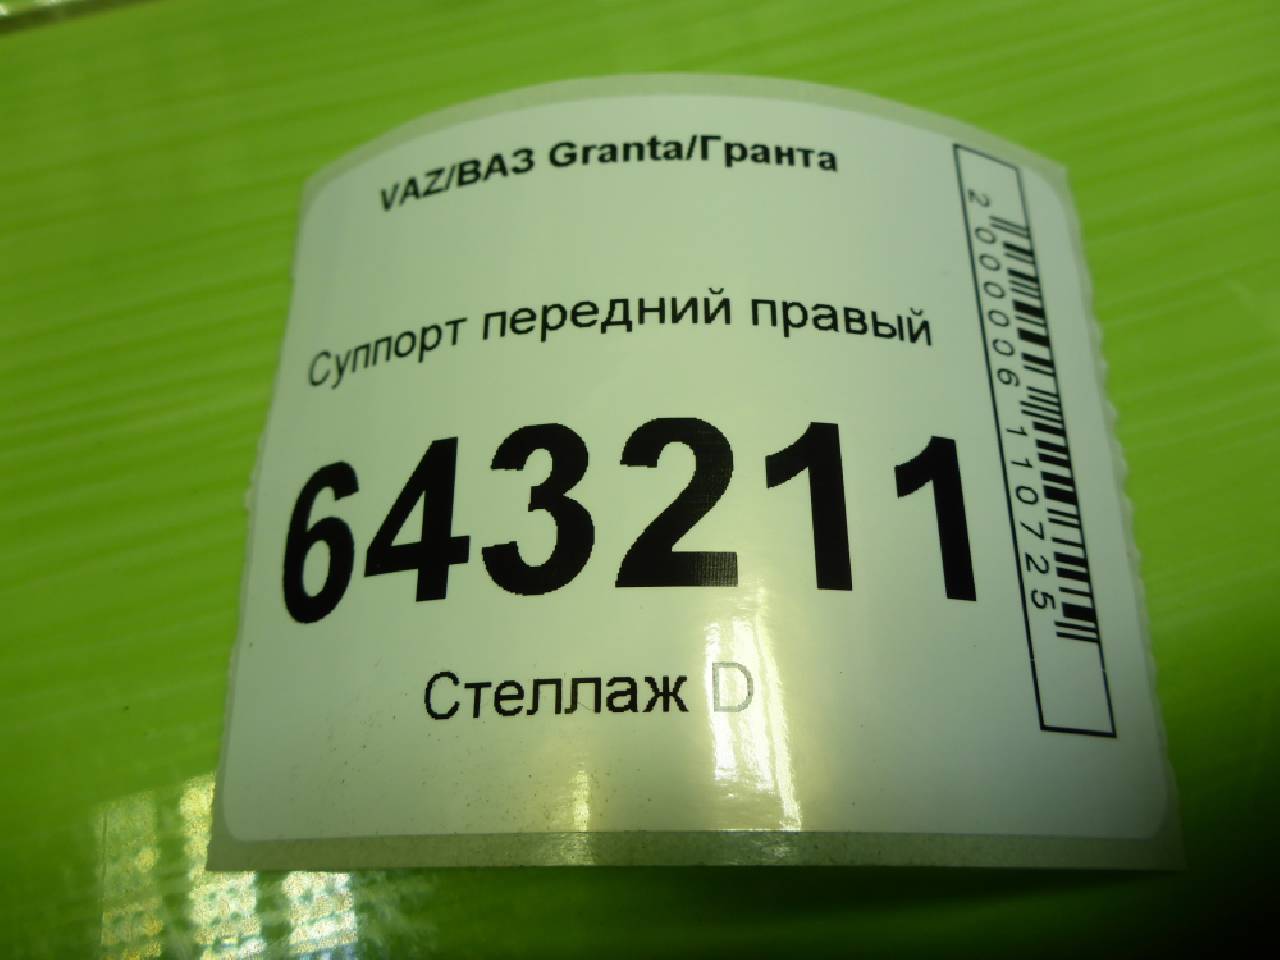 VAZ/ВАЗ Granta/Гранта
Суппорт передний правый
643211
Стеллаж D
2000006110725